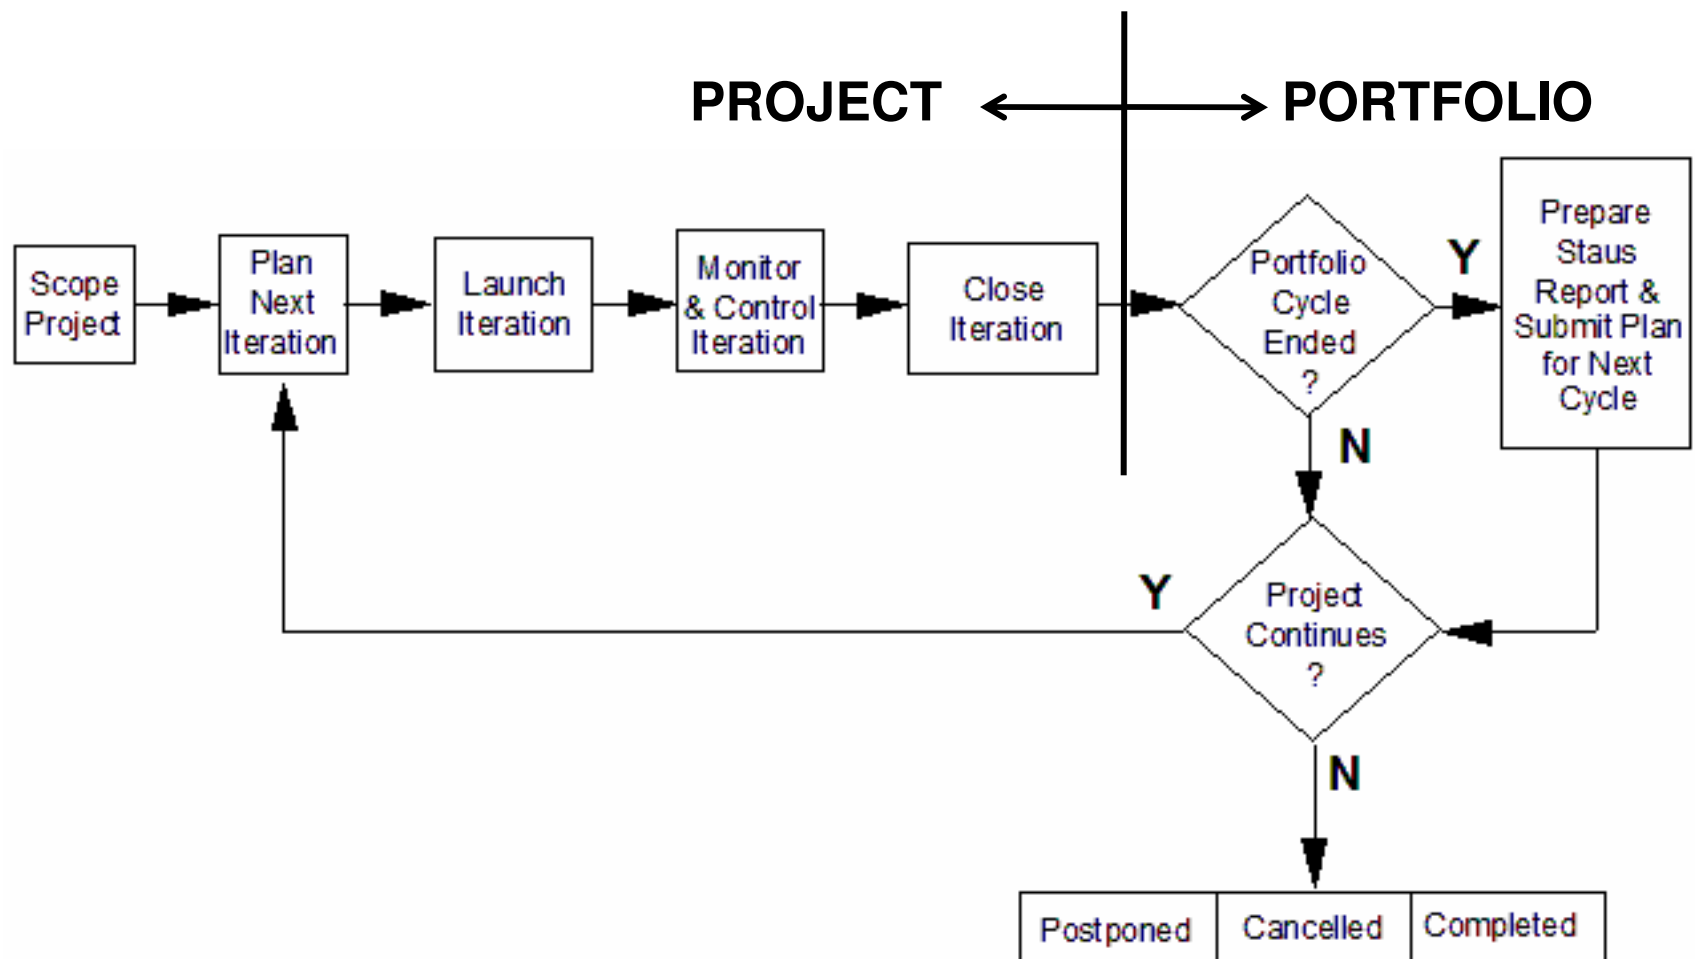 PROJECT
PORTFOLIO
Scope
Project
Plan
Next
Iteration
Launch
Iteration
Monitor
& Control
Iteration
Close
Iteration
Portfolio
Cycle
Ended
?
Y
Prepare
Staus
Report &
Submit Plan
for Next
Cycle
N
Y
Project
Continues
?
N
Postponed
Cancelled
Completed